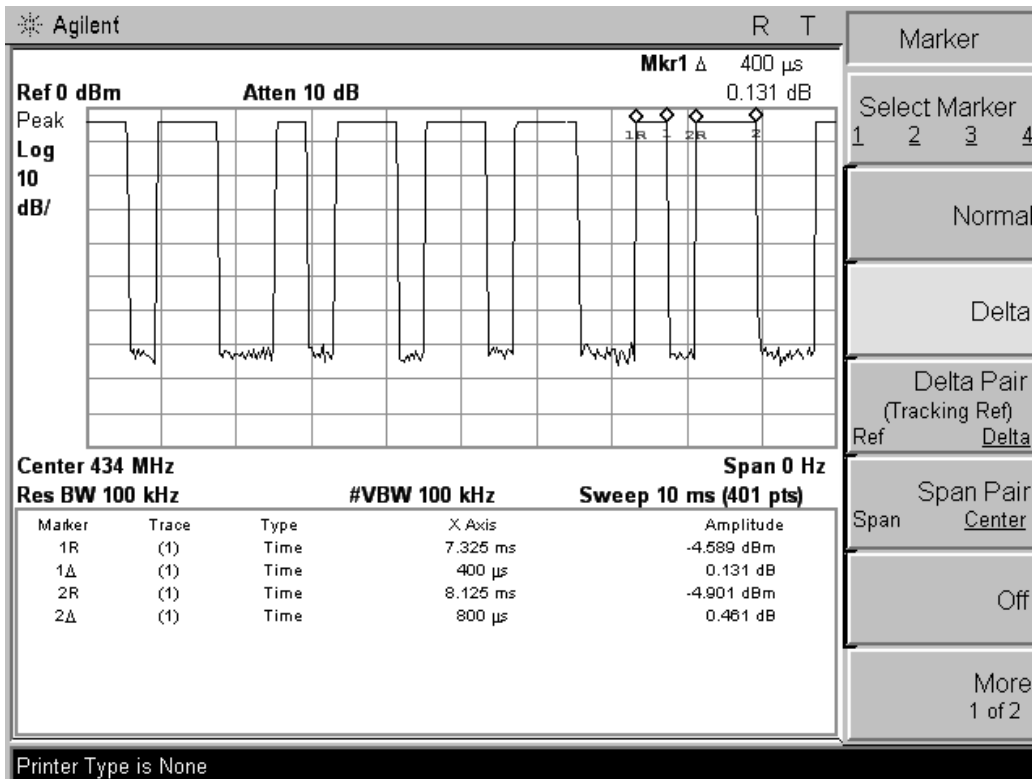 Agilent R T
Mkr1 Δ 400 µs
Ref 0 dBm Atten 10 dB 0.131 dB
Peak
Log
10
dB/
1R 1 2R 2
Center 434 MHz Span 0 Hz
Res BW 100 kHz #VBW 100 kHz Sweep 10 ms (401 pts)
Marker Trace Type X Axis Amplitude
1R (1) Time 7.325 ms -4.589 dBm
1Δ (1) Time 400 µs 0.131 dB
2R (1) Time 8.125 ms -4.901 dBm
2Δ (1) Time 800 µs 0.461 dB
Marker
Select Marker
1 2 3 4
Normal
Delta
Delta Pair
(Tracking Ref)
Ref Delta
Span Pair
Span Center
Off
More
1 of 2
Printer Type is None